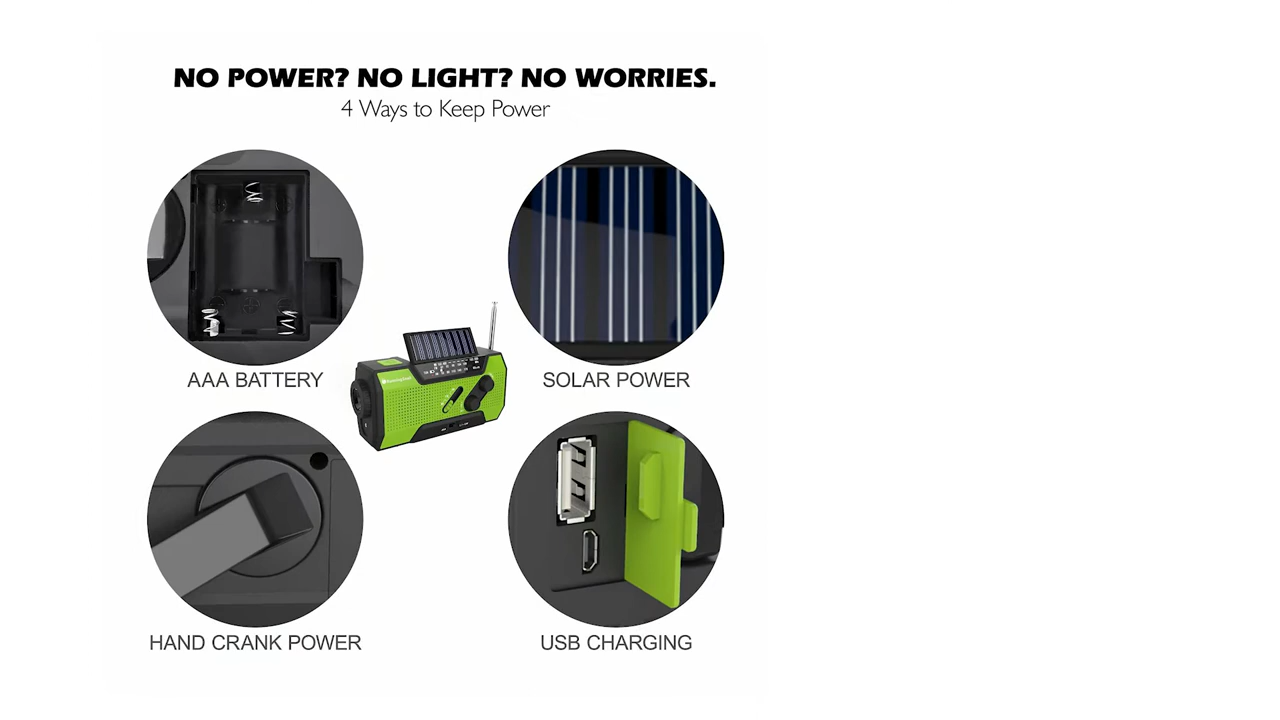 NO POWER? NO LIGHT? NO WORRIES.
4 Ways to Keep Power
AAA BATTERY
SOLAR POWER
HAND CRANK POWER
USB CHARGING